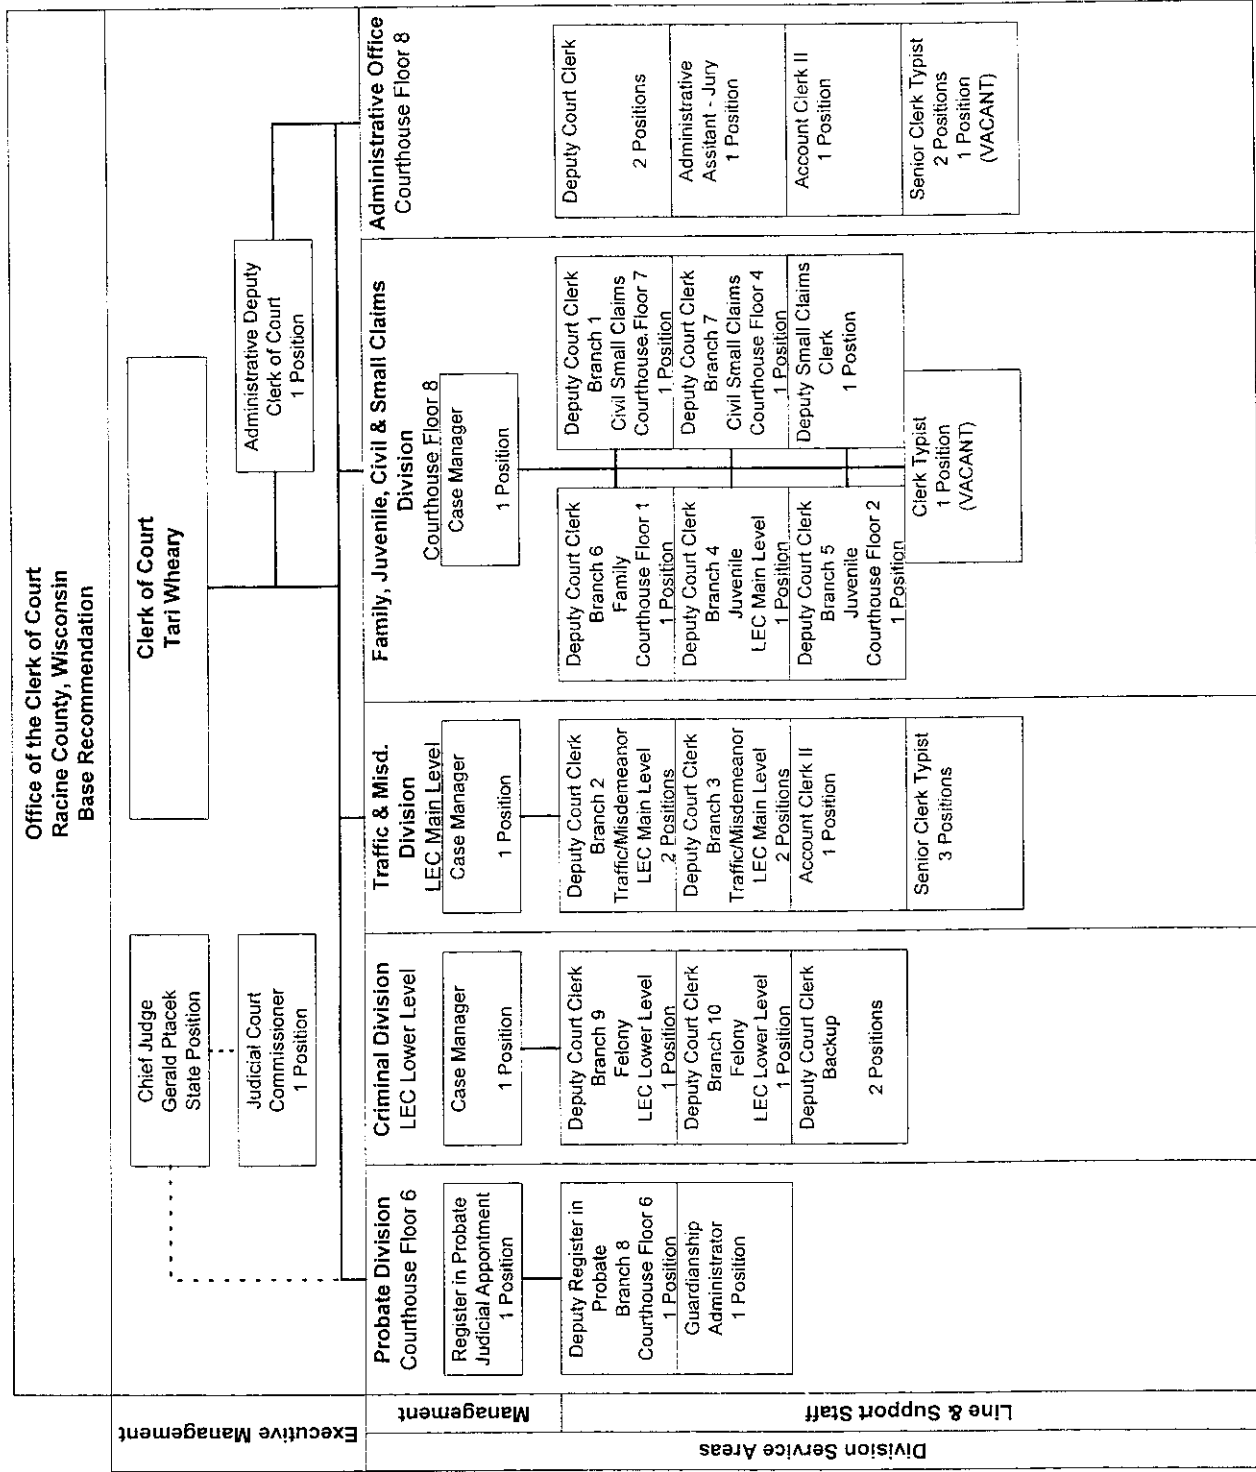 Office of the Clerk of Court
Racine County, Wisconsin
Base Recommendation
Executive Management
Chief Judge
Gerald Ptacek
State Position
Judicial Court
Commissioner
1 Position
Clerk of Court
Tari Wheary
Administrative Deputy
Clerk of Court
1 Position
Division Service Areas
Management
Line & Support Staff
Probate Division
Courthouse Floor 6
Register in Probate
Judicial Appontment
1 Position
Deputy Register in
Probate
Branch 8
Courthouse Floor 6
1 Position
Guardianship
Administrator
1 Position
Criminal Division
LEC Lower Level
Case Manager
1 Position
Deputy Court Clerk
Branch 9
Felony
LEC Lower Level
1 Position
Deputy Court Clerk
Branch 10
Felony
LEC Lower Level
1 Position
Deputy Court Clerk
Backup
2 Positions
Traffic & Misd.
Division
LEC Main Level
Case Manager
1 Position
Deputy Court Clerk
Branch 2
Traffic/Misdemeanor
LEC Main Level
2 Positions
Deputy Court Clerk
Branch 3
Traffic/Misdemeanor
LEC Main Level
2 Positions
Account Clerk II
1 Position
Senior Clerk Typist
3 Positions
Family, Juvenile, Civil & Small Claims
Division
Courthouse Floor 8
Case Manager
1 Position
Deputy Court Clerk
Branch 6
Family
Courthouse Floor 1
1 Position
Deputy Court Clerk
Branch 4
Juvenile
LEC Main Level
1 Position
Deputy Court Clerk
Branch 5
Juvenile
Courthouse Floor 2
1 Position
Deputy Court Clerk
Branch 1
Civil Small Claims
Courthouse Floor 7
1 Position
Deputy Court Clerk
Branch 7
Civil Small Claims
Courthouse Floor 4
1 Position
Deputy Small Claims
Clerk
1 Postion
Clerk Typist
1 Position
(VACANT)
Administrative Office
Courthouse Floor 8
Deputy Court Clerk
2 Positions
Administrative
Assitant - Jury
1 Position
Account Clerk II
1 Position
Senior Clerk Typist
2 Positions
1 Position
(VACANT)